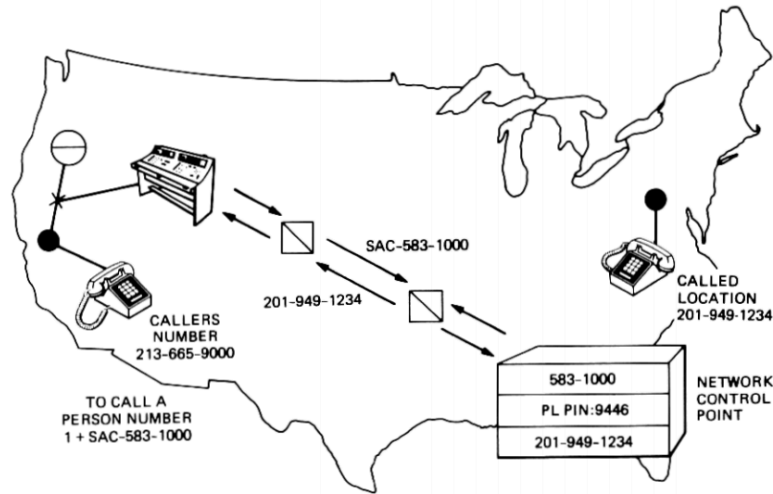 SAC-583-1000
201-949-1234
CALLERS
NUMBER
213-665-9000
CALLED
LOCATION
201-949-1234
TO CALL A
PERSON NUMBER
1 + SAC-583-1000
583-1000
PL PIN:9446
201-949-1234
NETWORK
CONTROL
POINT